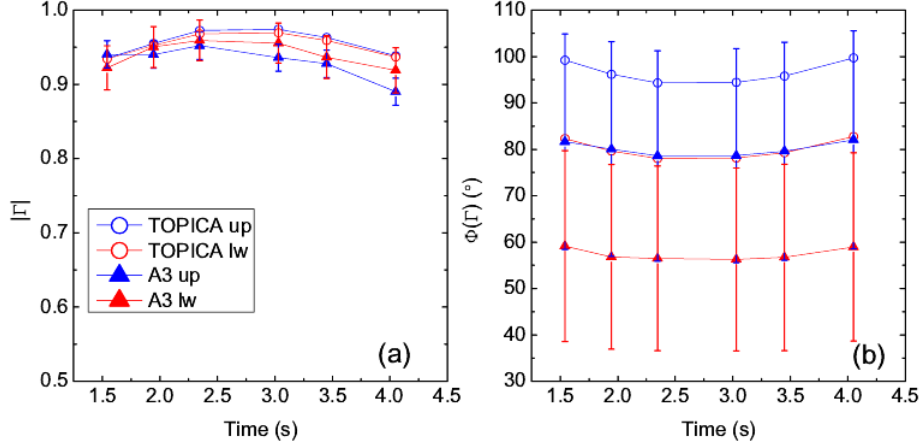 1.0
0.9
0.8
0.7
0.6
0.5
|Γ|
TOPICA up
TOPICA lw
A3 up
A3 lw
(a)
1.5 2.0 2.5 3.0 3.5 4.0 4.5
Time (s)
110
100
90
80
70
60
50
40
30
Φ(Γ) (°)
(b)
1.5 2.0 2.5 3.0 3.5 4.0 4.5
Time (s)